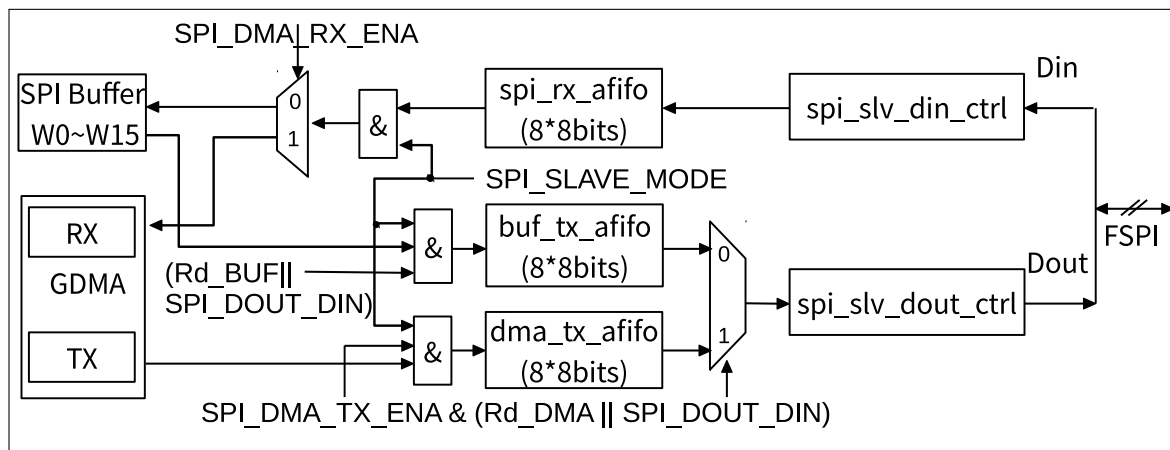 SPI_DMA_RX_ENA
SPI Buffer
W0~W15
0
1
&
spi_rx_afifo
(8*8bits)
spi_slv_din_ctrl
Din
SPI_SLAVE_MODE
RX
GDMA
TX
(Rd_BUF||
SPI_DOUT_DIN)
&
buf_tx_afifo
(8*8bits)
0
1
&
dma_tx_afifo
(8*8bits)
spi_slv_dout_ctrl
Dout
FSPI
SPI_DMA_TX_ENA & (Rd_DMA || SPI_DOUT_DIN)